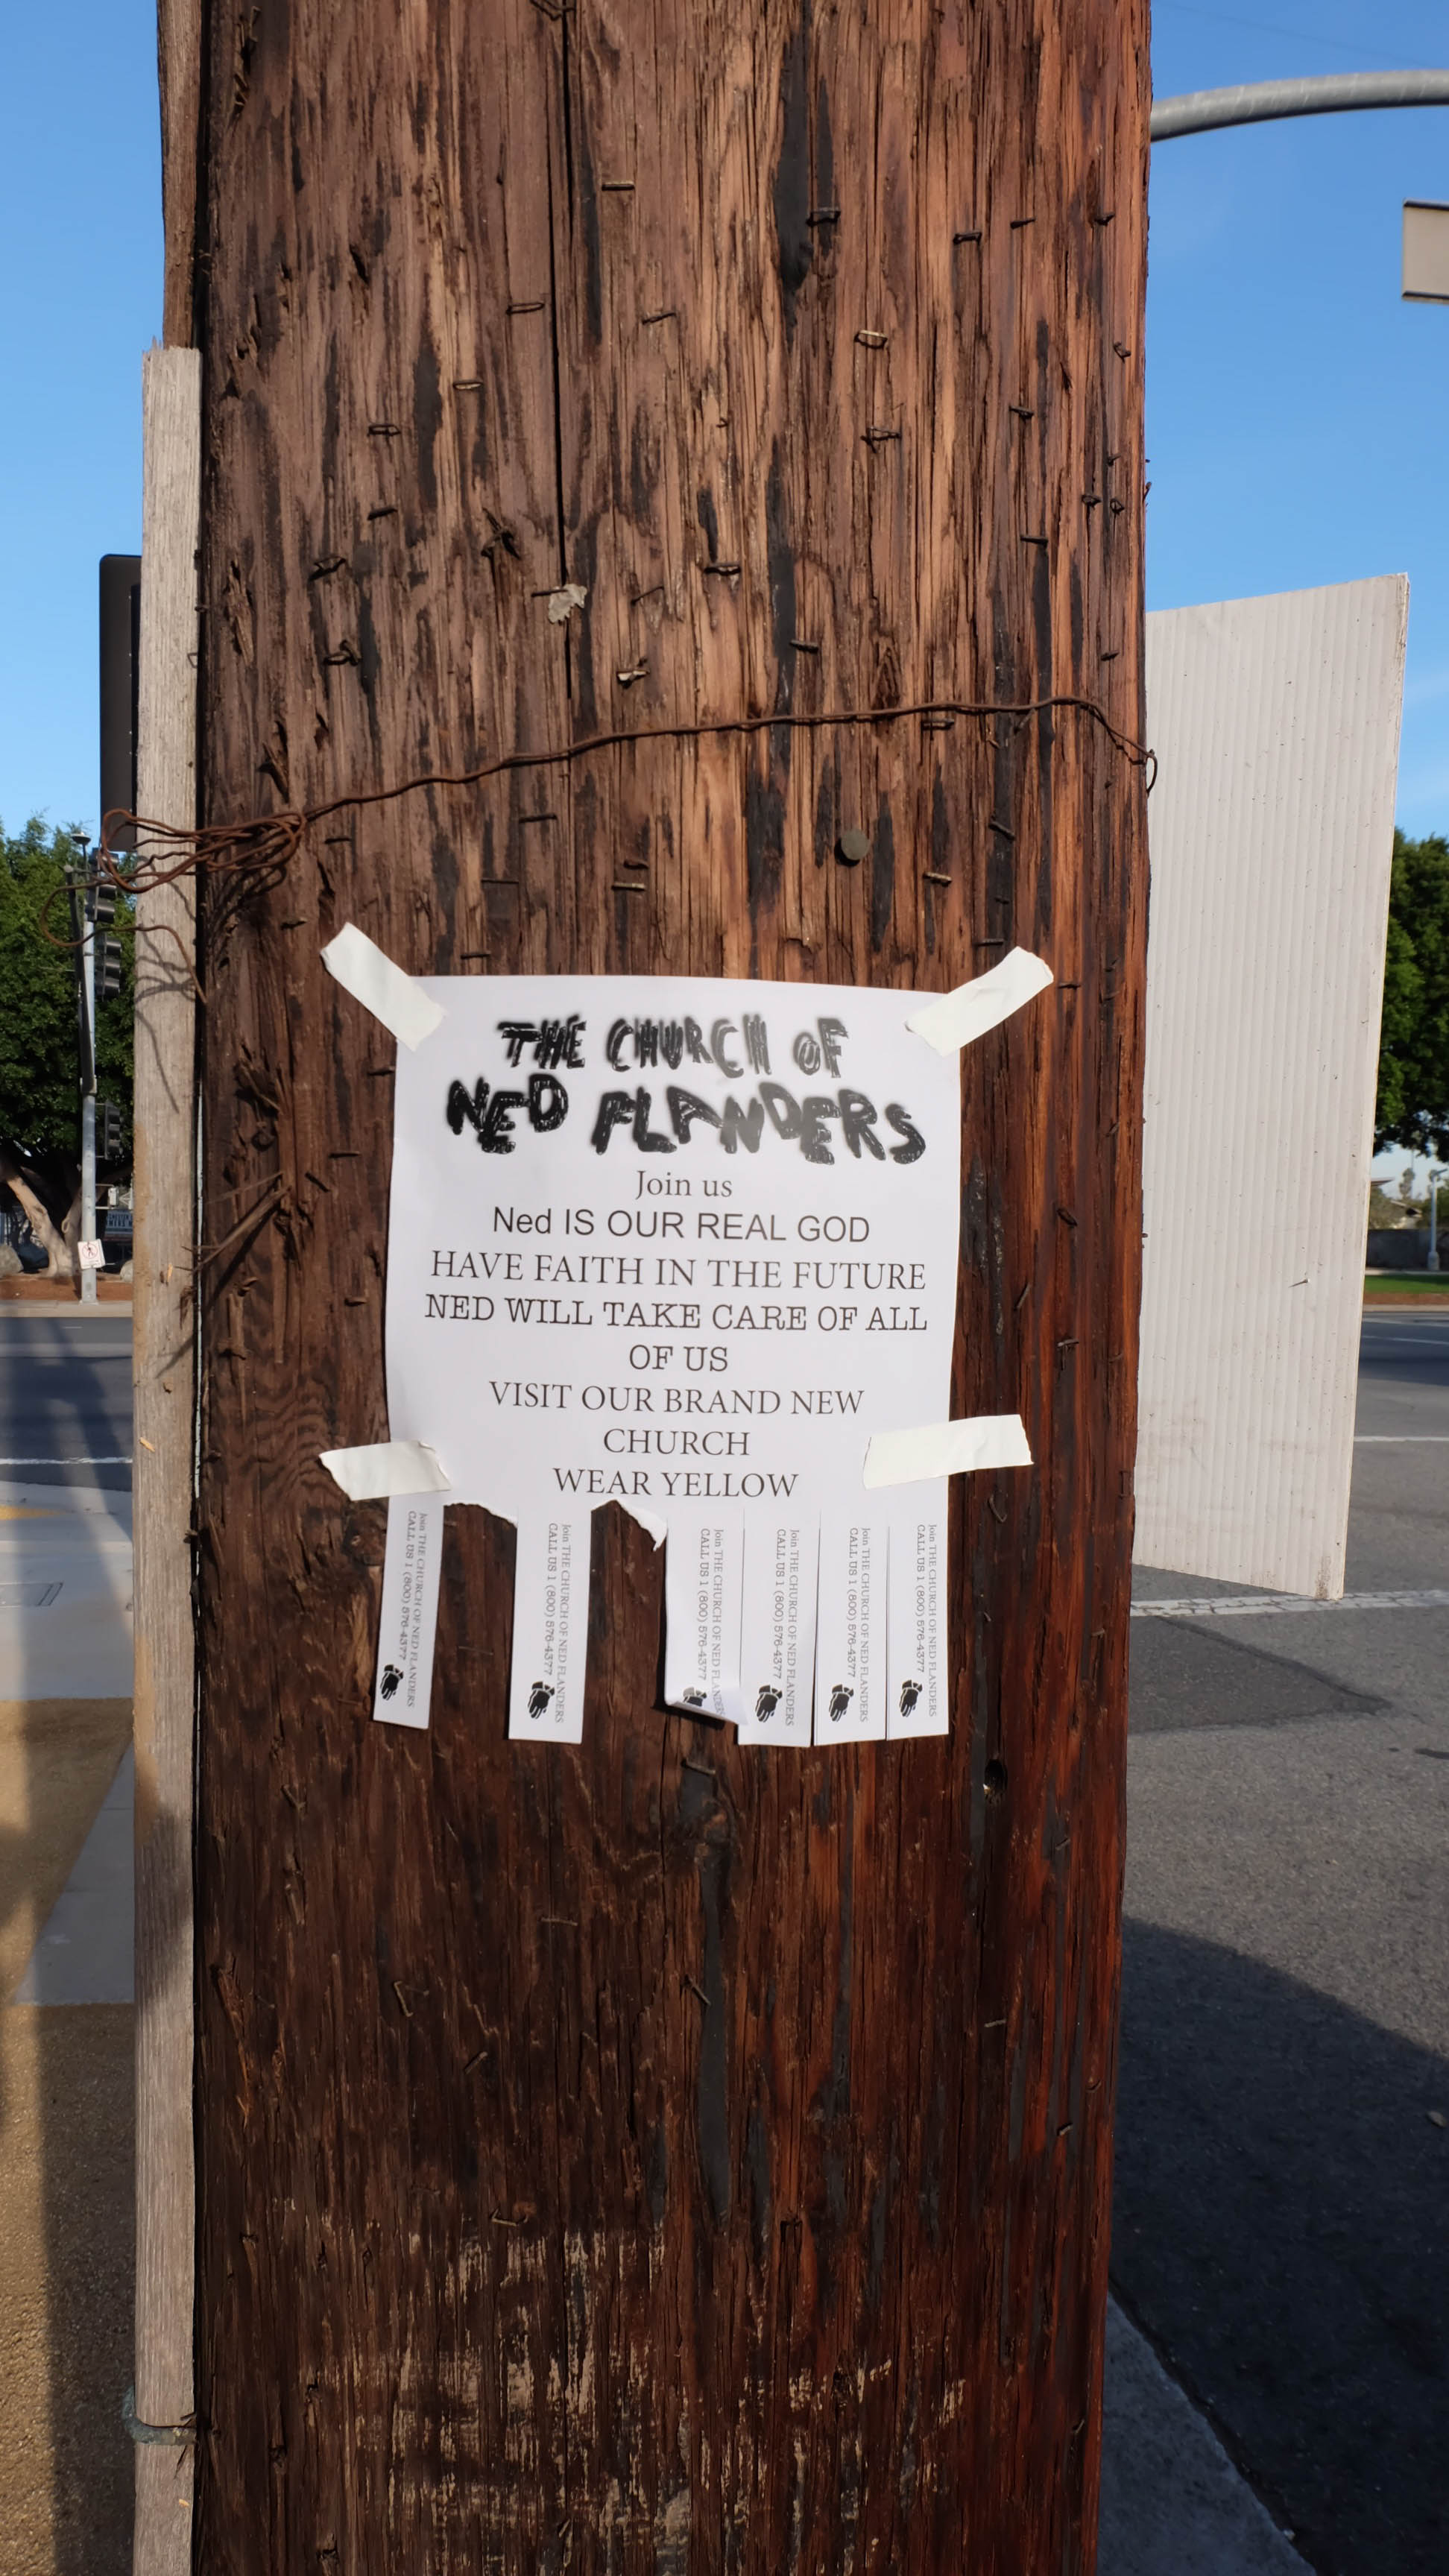 THE CHURCH OF
NED FLANDERS
Join us
Ned IS OUR REAL GOD
HAVE FAITH IN THE FUTURE
NED WILL TAKE CARE OF ALL
OF US
VISIT OUR BRAND NEW
CHURCH
WEAR YELLOW
Join THE CHURCH OF NED FLANDERS
CALL US 1 (800) 576-4377
Join THE CHURCH OF NED FLANDERS
CALL US 1 (800) 576-4377
Join THE CHURCH OF NED FLANDERS
CALL US 1 (800) 576-4377
Join THE CHURCH OF NED FLANDERS
CALL US 1 (800) 576-4377
Join THE CHURCH OF NED FLANDERS
CALL US 1 (800) 576-4377
Join THE CHURCH OF NED FLANDERS
CALL US 1 (800) 576-4377